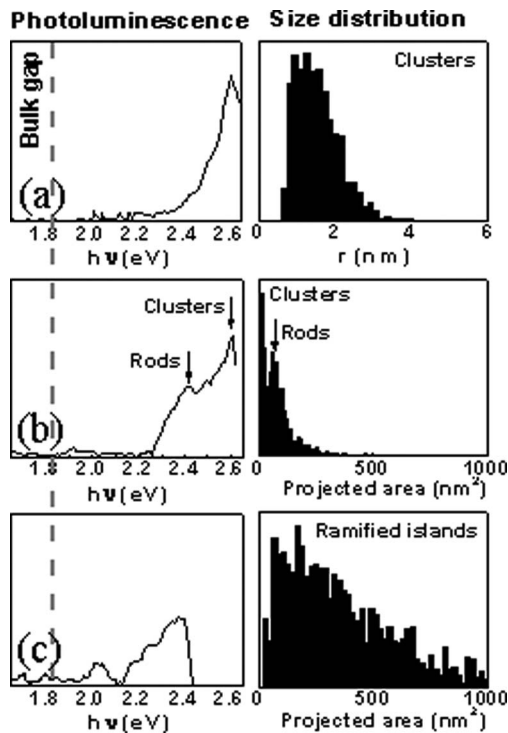 Photoluminescence Size distribution
Bulk gap
Clusters
(a)
1.8 2.0 2.2 2.4 2.6 0 2 4 6
hν(eV) r (nm)
Clusters Clusters
Rods Rods
(b)
1.8 2.0 2.2 2.4 2.6 0 500 1000
hν(eV) Projected area (nm²)
Ramified islands
(c)
1.8 2.0 2.2 2.4 2.6 0 500 1000
hν(eV) Projected area (nm²)